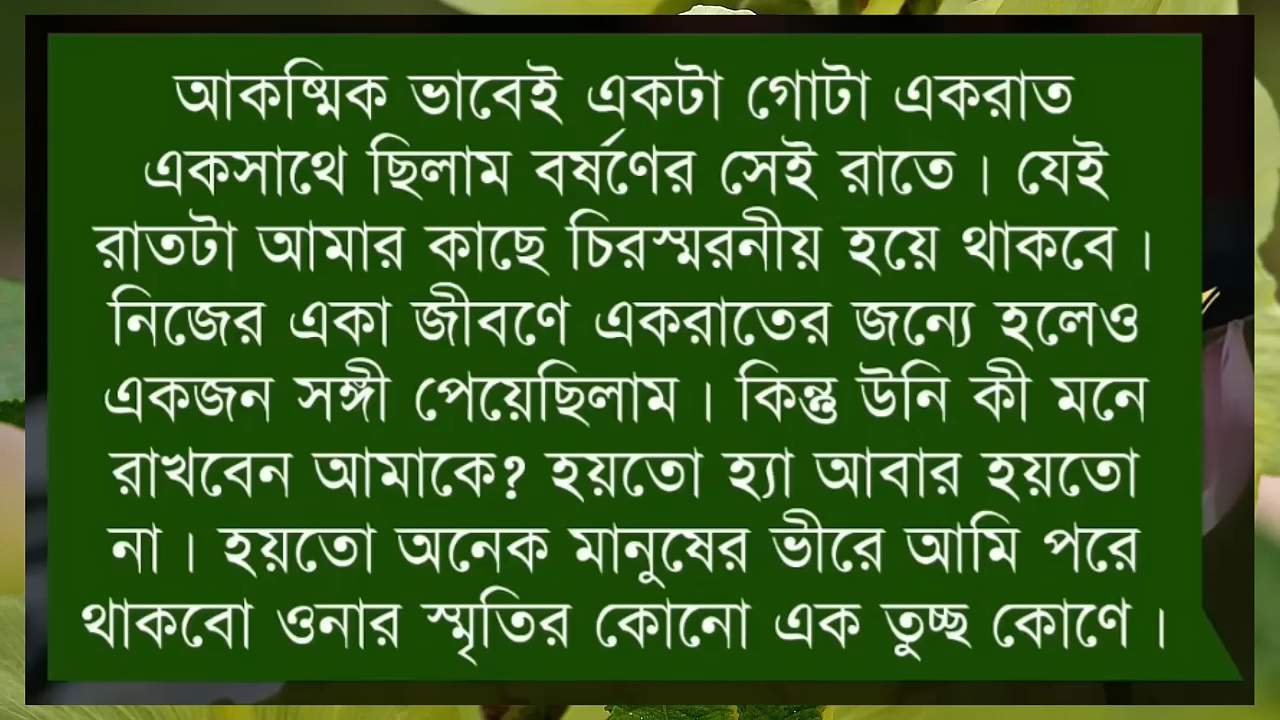 আকষ্মিক ভাবেই একটা গোটা একরাত
একসাথে ছিলাম বর্ষণের সেই রাতে । যেই
রাতটা আমার কাছে চিরস্মরনীয় হয়ে থাকবে ।
নিজের একা জীবণে একরাতের জন্যে হলেও
একজন সঙ্গী পেয়েছিলাম । কিন্তু উনি কী মনে
রাখবেন আমাকে? হয়তো হ্যা আবার হয়তো
না । হয়তো অনেক মানুষের ভীরে আমি পরে
থাকবো ওনার স্মৃতির কোনো এক তুচ্ছ কোণে ।